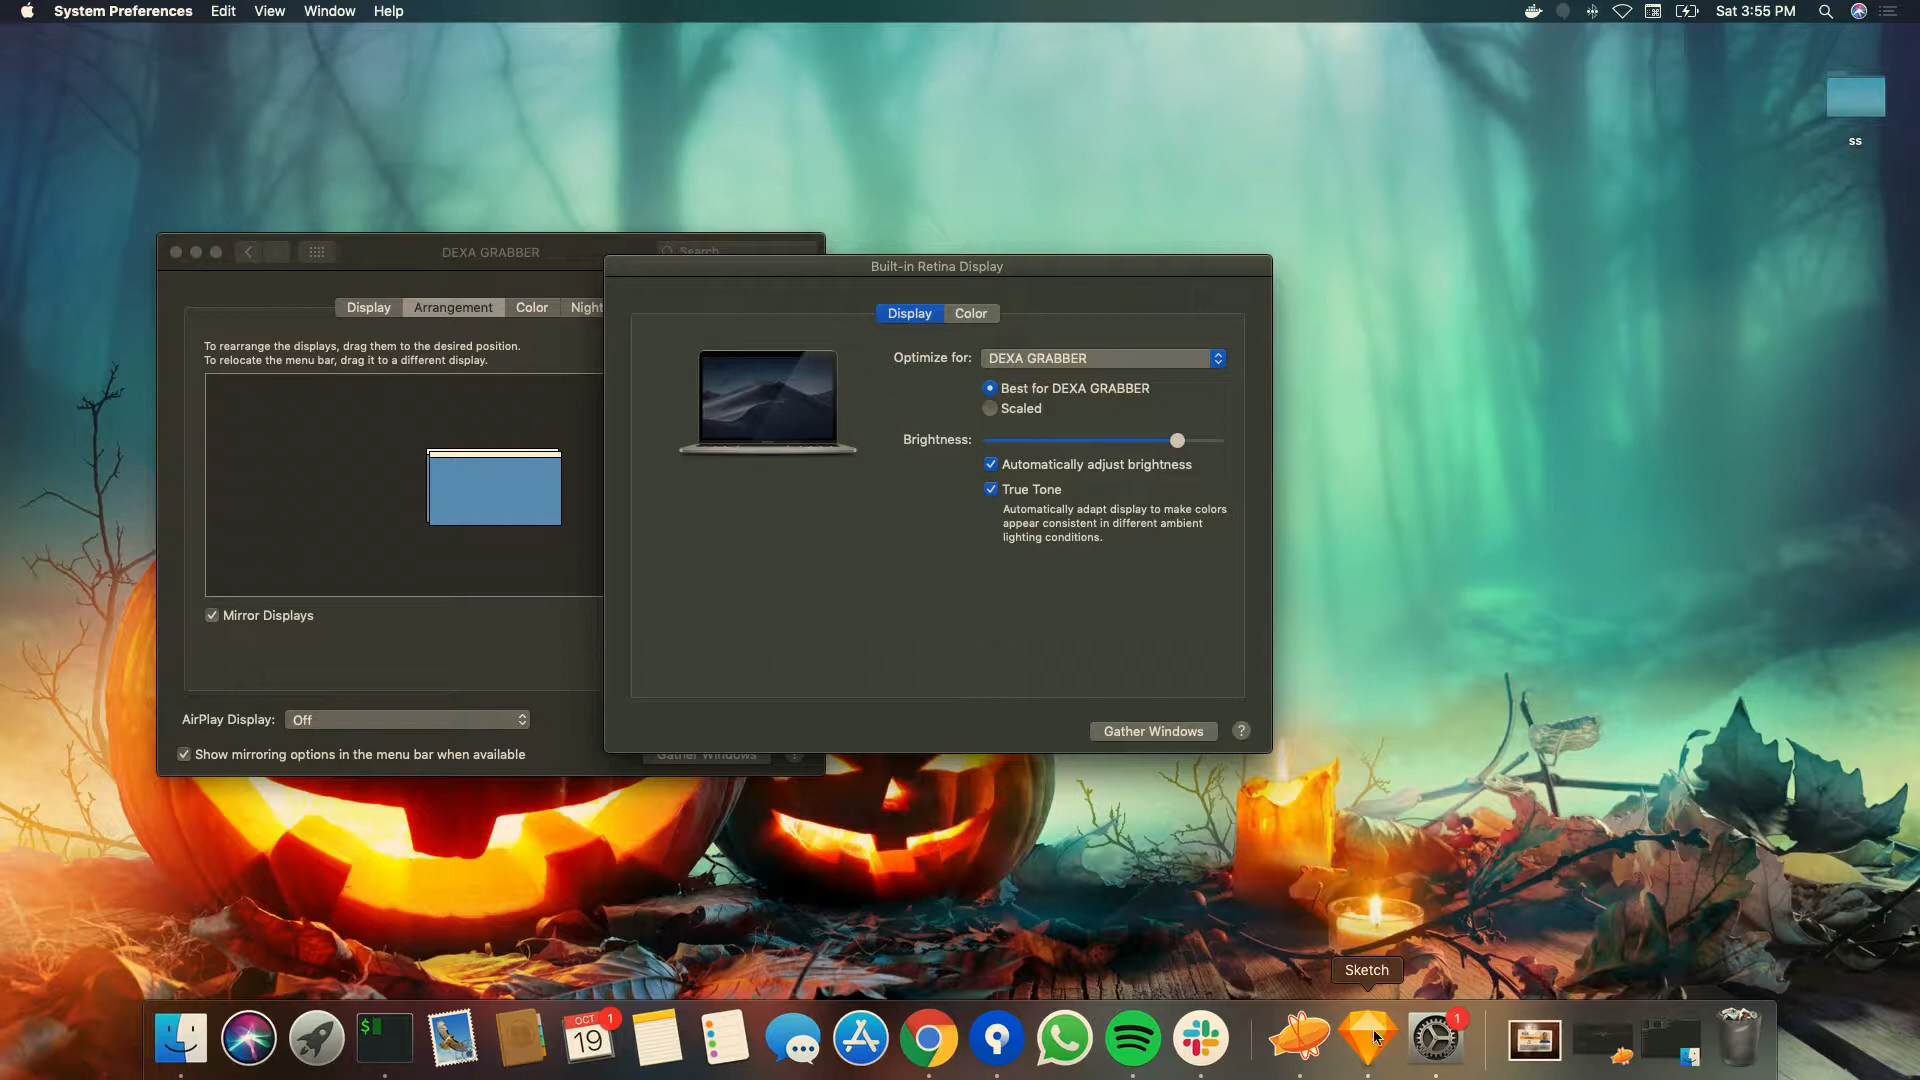 System Preferences Edit View Window Help
Sat 3:55 PM
ss
DEXA GRABBER
Search
Display Arrangement Color Night
To rearrange the displays, drag them to the desired position.
To relocate the menu bar, drag it to a different display.
Mirror Displays
AirPlay Display: Off
Show mirroring options in the menu bar when available
Gather Windows ?
Built-in Retina Display
Display Color
Optimize for: DEXA GRABBER
Best for DEXA GRABBER
Scaled
Brightness:
Automatically adjust brightness
True Tone
Automatically adapt display to make colors
appear consistent in different ambient
lighting conditions.
Gather Windows ?
Sketch
$
OCT
19
1
1